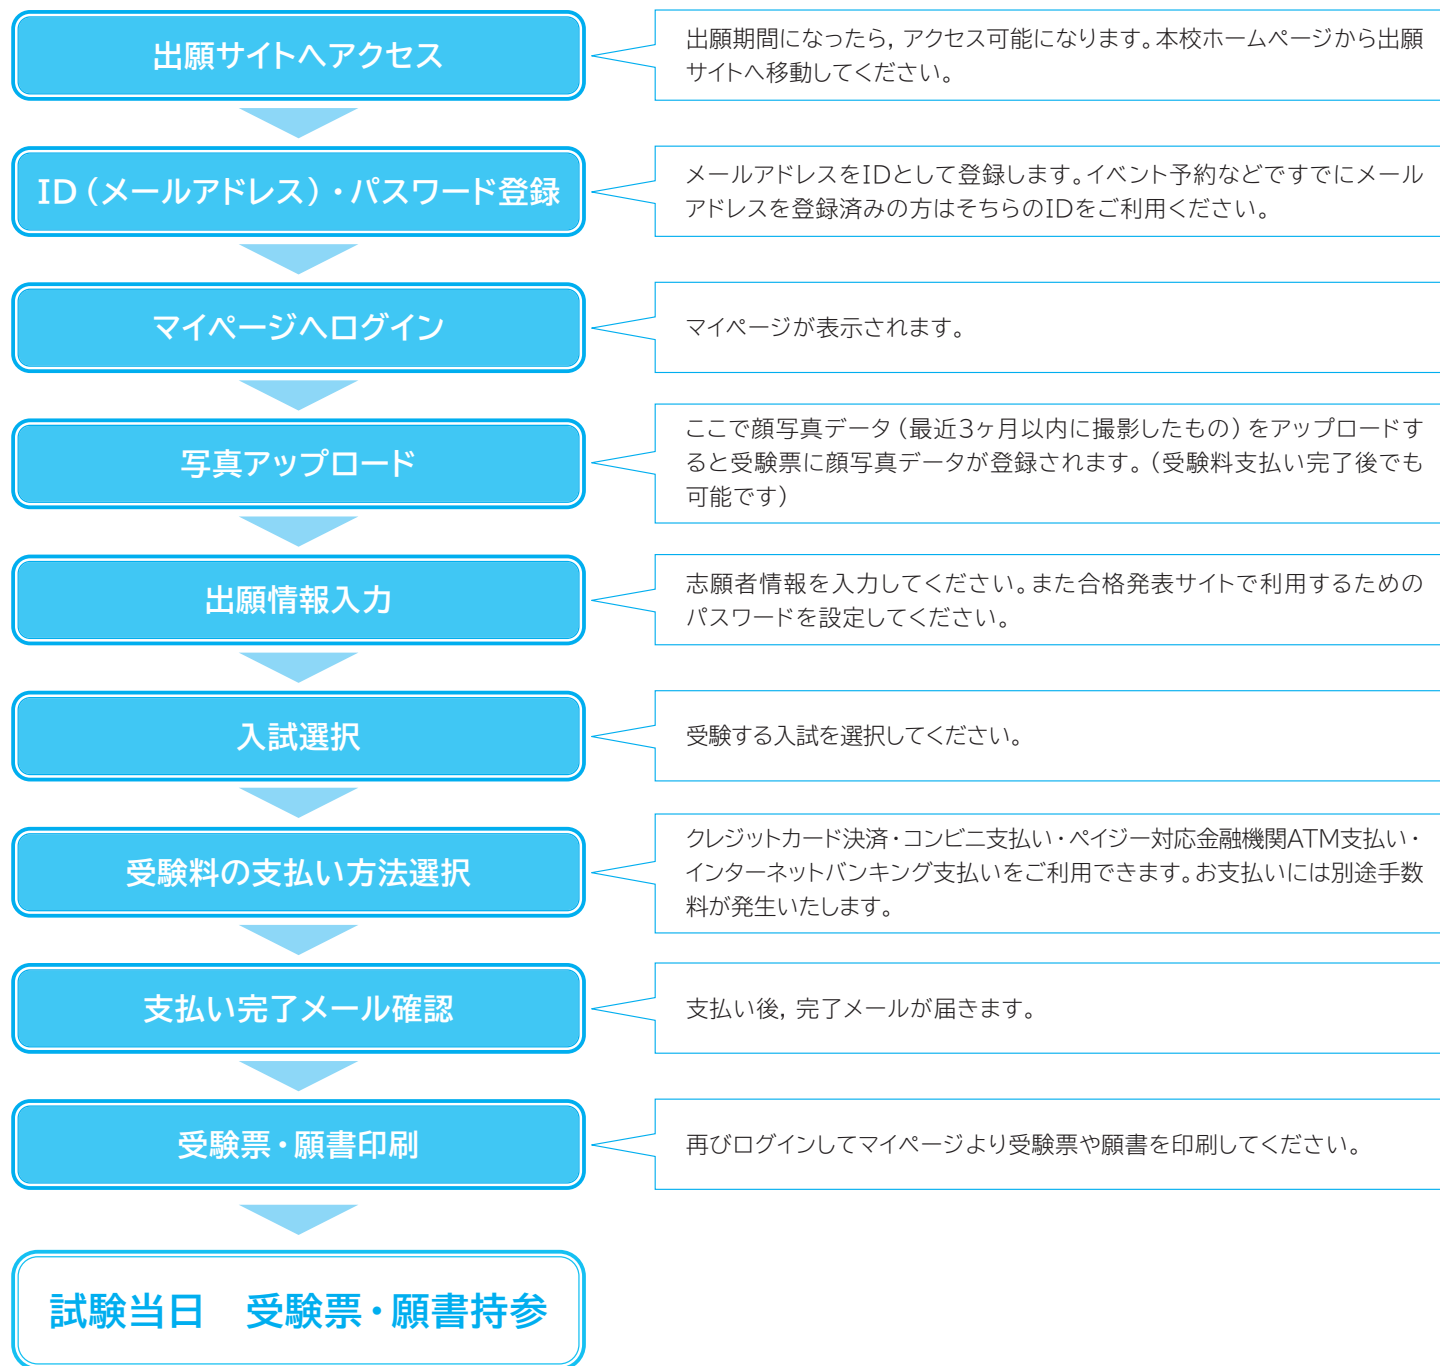 出願サイトへアクセス
出願期間になったら, アクセス可能になります。本校ホームページから出願
サイトへ移動してください。
ID（メールアドレス）・パスワード登録
メールアドレスをIDとして登録します。イベント予約などですでにメール
アドレスを登録済みの方はそちらのIDをご利用ください。
マイページへログイン
マイページが表示されます。
写真アップロード
ここで顔写真データ（最近3ヶ月以内に撮影したもの）をアップロードす
ると受験票に顔写真データが登録されます。（受験料支払い完了後でも
可能です）
出願情報入力
志願者情報を入力してください。また合格発表サイトで利用するための
パスワードを設定してください。
入試選択
受験する入試を選択してください。
受験料の支払い方法選択
クレジットカード決済・コンビニ支払い・ペイジー対応金融機関ATM支払い・
インターネットバンキング支払いをご利用できます。お支払いには別途手数
料が発生いたします。
支払い完了メール確認
支払い後, 完了メールが届きます。
受験票・願書印刷
再びログインしてマイページより受験票や願書を印刷してください。
試験当日　受験票・願書持参